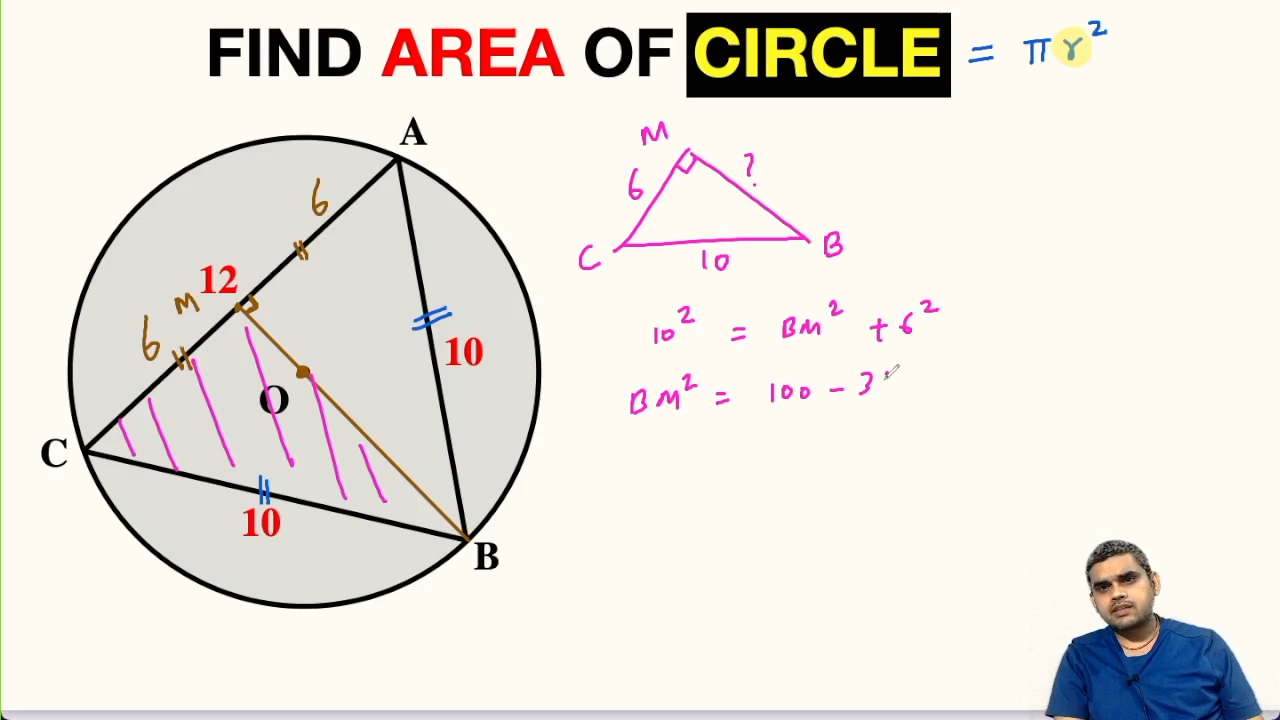 FIND AREA OF CIRCLE = πr²
A
6
12
M
6
10
O
C
10
B
M
6
?
C
10
B
10² = BM² + 6²
BM² = 100 - 3